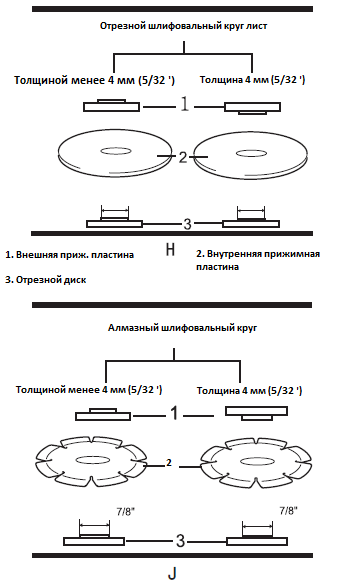 Отрезной шлифовальный круг лист
Толщиной менее 4 мм (5/32 ')
Толщина 4 мм (5/32 ')
1
2
3
1. Внешняя приж. пластина
H
2. Внутренняя прижимная
пластина
3. Отрезной диск
Алмазный шлифовальный круг
Толщиной менее 4 мм (5/32 ')
Толщина 4 мм (5/32 ')
1
2
7/8"
7/8"
3
J